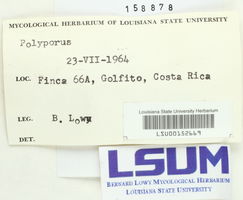 158878
MYCOLOGICAL HERBARIUM OF LOUISIANA STATE UNIVERSITY
Polyporus
23-VII-1964
LOC. Finca 66A, Golfito, Costa Rica
Louisiana State University Herbarium
LEG. B. Lowy
LSU00152669
DET.
LSUM
BERNARD LOWY MYCOLOGICAL HERBARIUM
LOUISIANA STATE UNIVERSITY